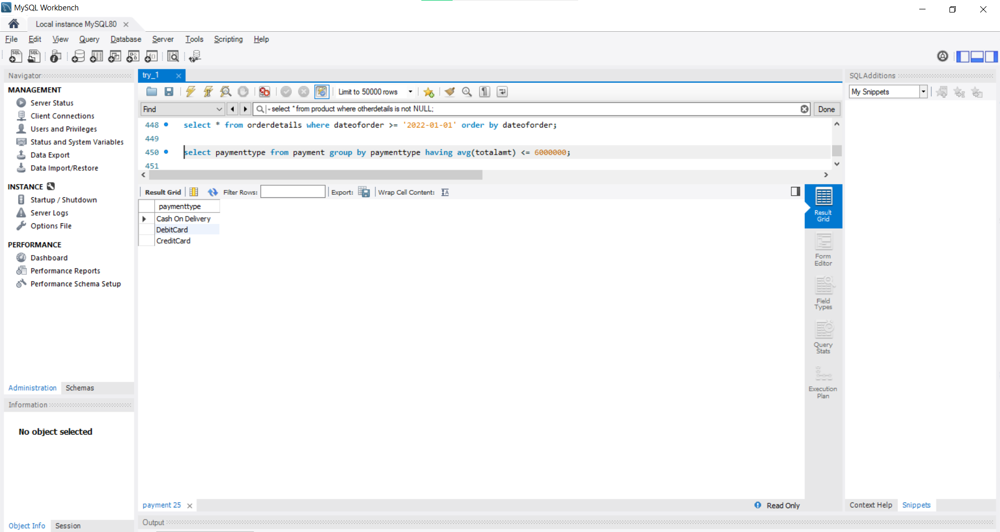 MySQL Workbench
Local instance MySQL80
File Edit View Query Database Server Tools Scripting Help
Navigator
MANAGEMENT
Server Status
Client Connections
Users and Privileges
Status and System Variables
Data Export
Data Import/Restore
INSTANCE
Startup / Shutdown
Server Logs
Options File
PERFORMANCE
Dashboard
Performance Reports
Performance Schema Setup
Administration Schemas
Information
No object selected
Object Info Session
try_1
Limit to 50000 rows
Find select * from product where otherdetails is not NULL; Done
448 select * from orderdetails where dateoforder >= '2022-01-01' order by dateoforder;
449
450 select paymenttype from payment group by paymenttype having avg(totalamt) <= 6000000;
451
Result Grid Filter Rows: Export: Wrap Cell Content:
paymenttype
Cash On Delivery
DebitCard
CreditCard
Result
Grid
Form
Editor
Field
Types
Query
Stats
Execution
Plan
payment 25
Read Only
Output
SQLAdditions
My Snippets
Context Help Snippets